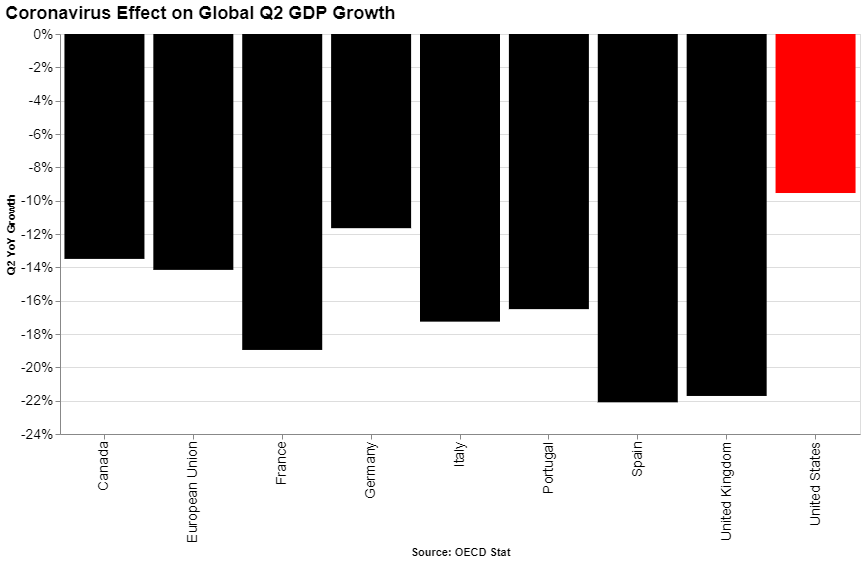 Coronavirus Effect on Global Q2 GDP Growth
0%
-2%
-4%
-6%
-8%
-10%
-12%
-14%
-16%
-18%
-20%
-22%
-24%
Q2 YoY Growth
Canada
European Union
France
Germany
Italy
Portugal
Spain
United Kingdom
United States
Source: OECD Stat